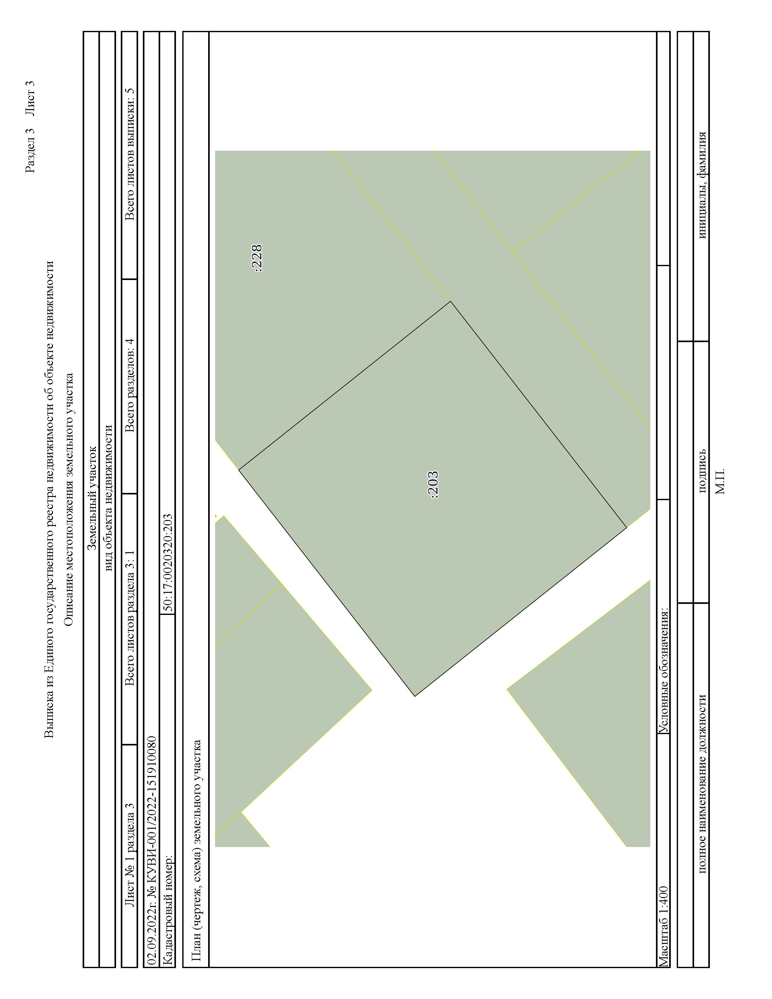 Раздел 3 Лист 3
Выписка из Единого государственного реестра недвижимости об объекте недвижимости
Описание местоположения земельного участка
Земельный участок
вид объекта недвижимости
Лист № 1 раздела 3 Всего листов раздела 3: 1 Всего разделов: 4 Всего листов выписки: 5
02.09.2022г. № КУВИ-001/2022-151910080
Кадастровый номер: 50:17:0020320:203
План (чертеж, схема) земельного участка
:228
:203
Масштаб 1:400 Условные обозначения:
полное наименование должности подпись инициалы, фамилия
М.П.